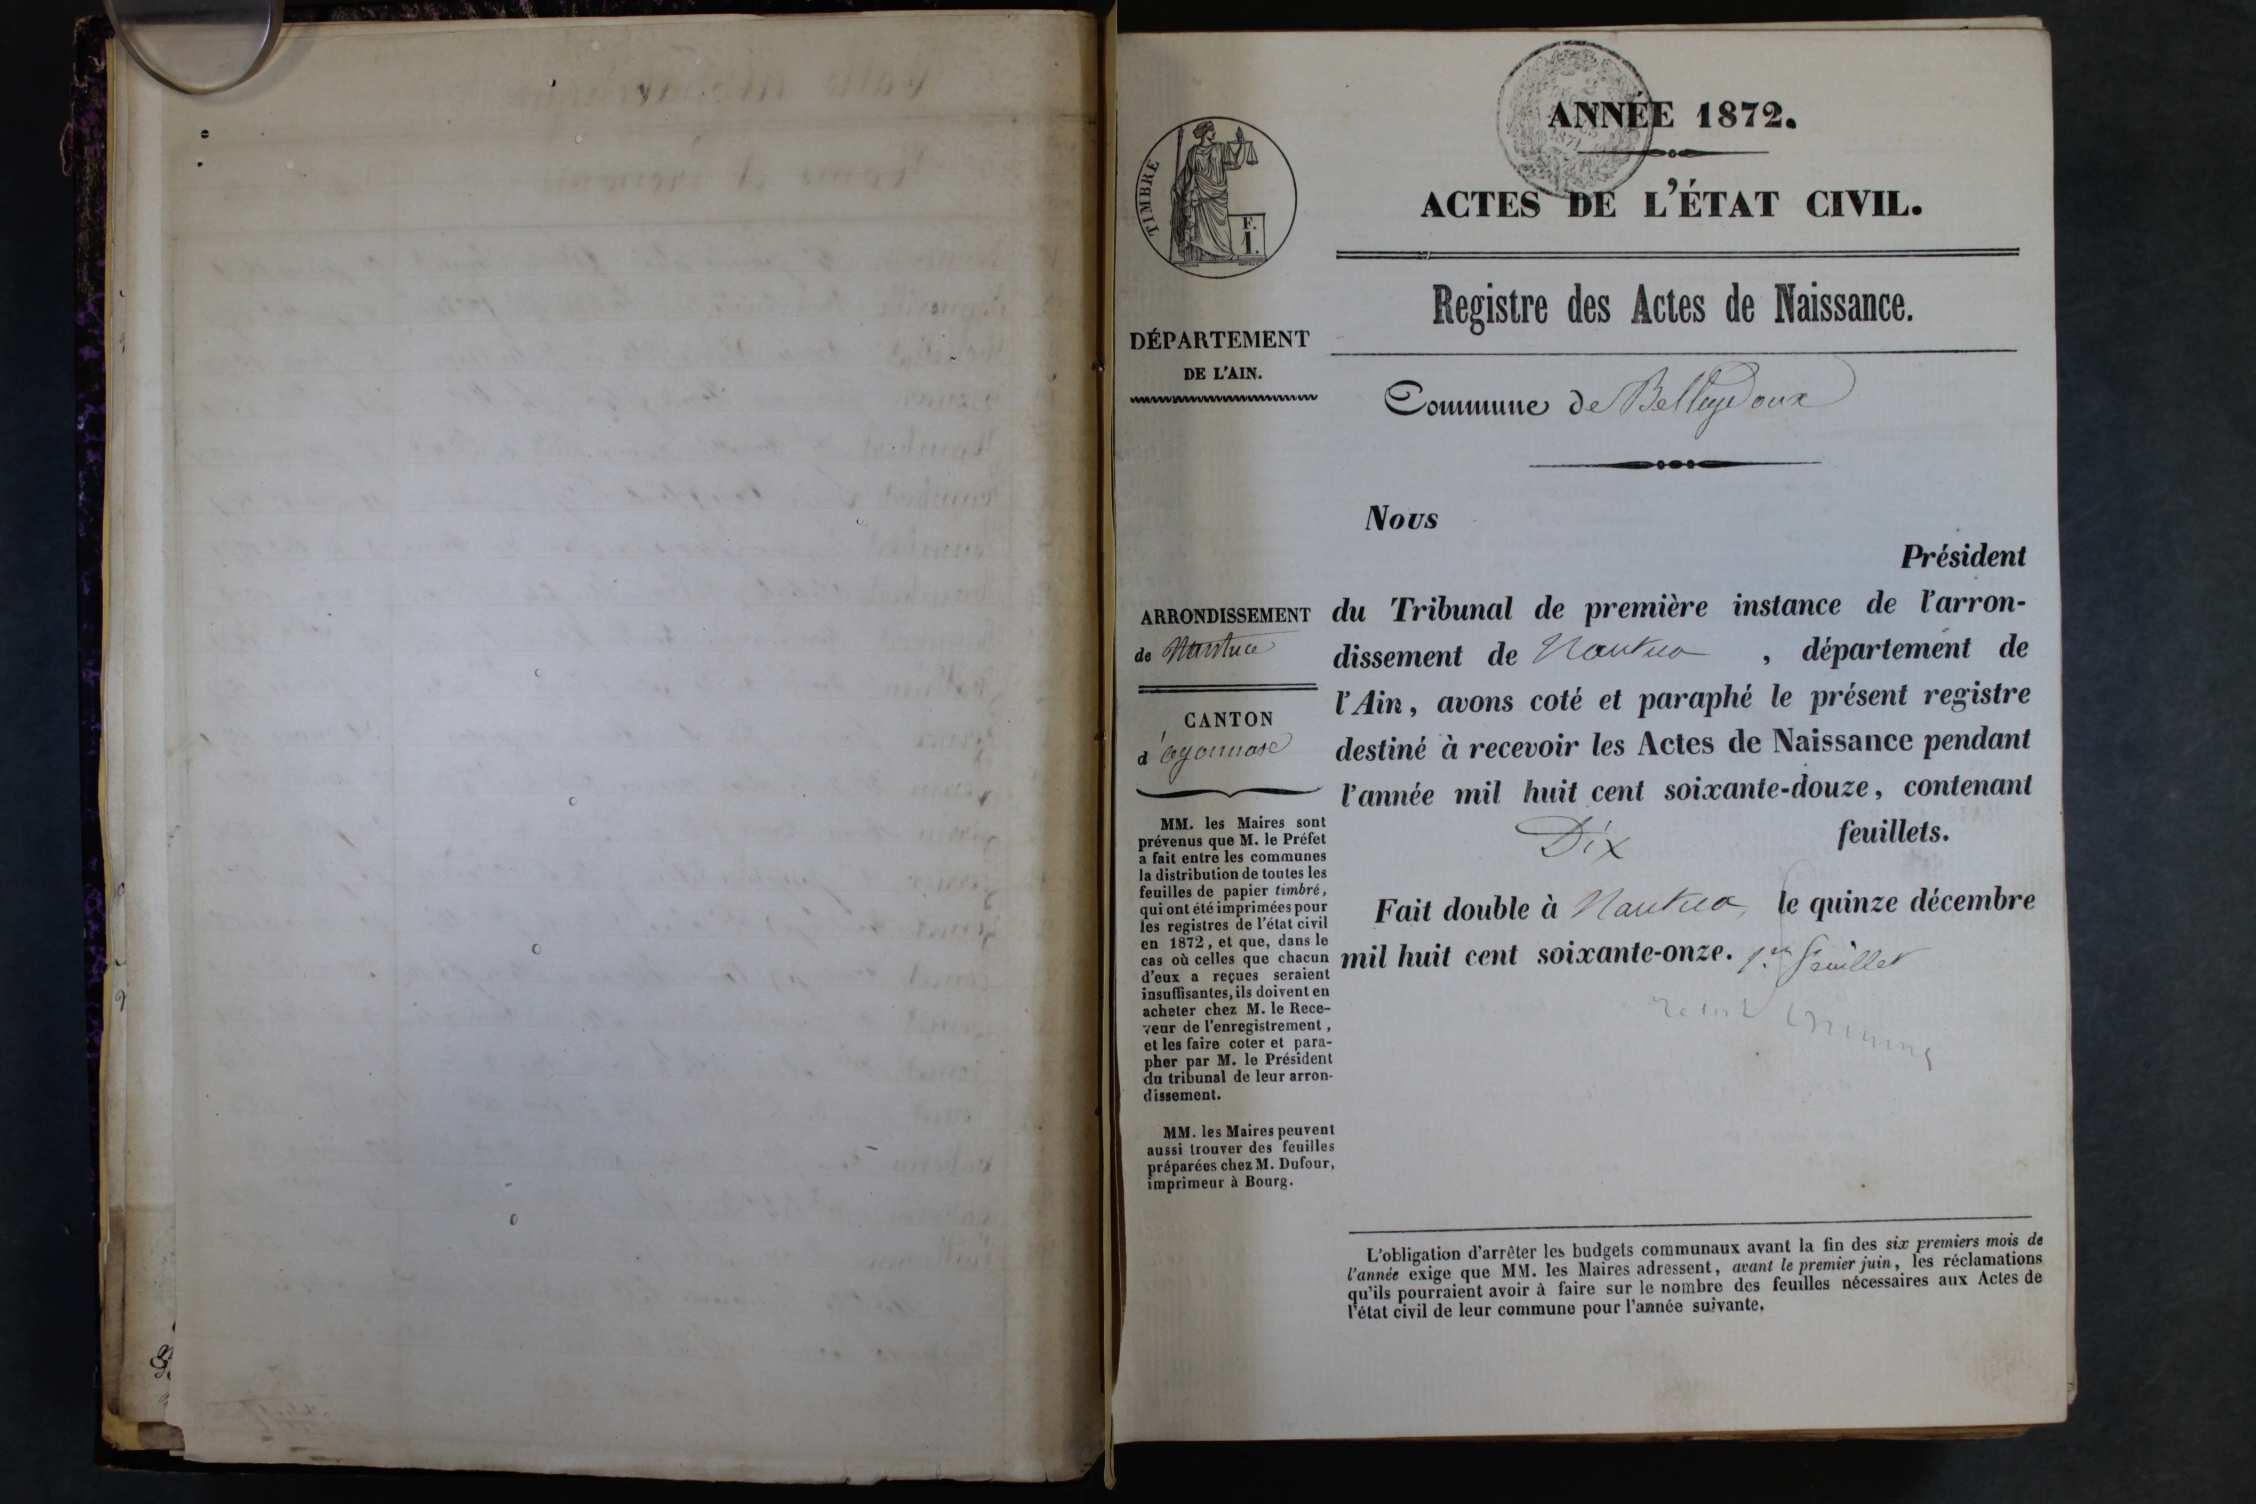 ANNÉE 1872.
ACTES DE L'ÉTAT CIVIL.
Registre des Actes de Naissance.
Commune de Belleydoux
TIMBRE
F.
1.
DÉPARTEMENT
DE L'AIN.
ARRONDISSEMENT
de Nantua
CANTON
d'oyonnax
MM. les Maires sont
prévenus que M. le Préfet
a fait entre les communes
la distribution de toutes les
feuilles de papier timbré,
qui ont été imprimées pour
les registres de l'état civil
en 1872, et que, dans le
cas où celles que chacun
d'eux a reçues seraient
insuffisantes, ils doivent en
acheter chez M. le Rece-
veur de l'enregistrement,
et les faire coter et para-
pher par M. le Président
du tribunal de leur arron-
dissement.
MM. les Maires peuvent
aussi trouver des feuilles
préparées chez M. Dufour,
imprimeur à Bourg.
Nous
Président
du Tribunal de première instance de l'arron-
dissement de Nantua, département de
l'Ain, avons coté et paraphé le présent registre
destiné à recevoir les Actes de Naissance pendant
l'année mil huit cent soixante-douze, contenant
Dix feuillets.
Fait double à Nantua, le quinze décembre
mil huit cent soixante-onze. 1er feuillet
L'obligation d'arrêter les budgets communaux avant la fin des six premiers mois de
l'année exige que MM. les Maires adressent, avant le premier juin, les réclamations
qu'ils pourraient avoir à faire sur le nombre des feuilles nécessaires aux Actes de
l'état civil de leur commune pour l'année suivante.